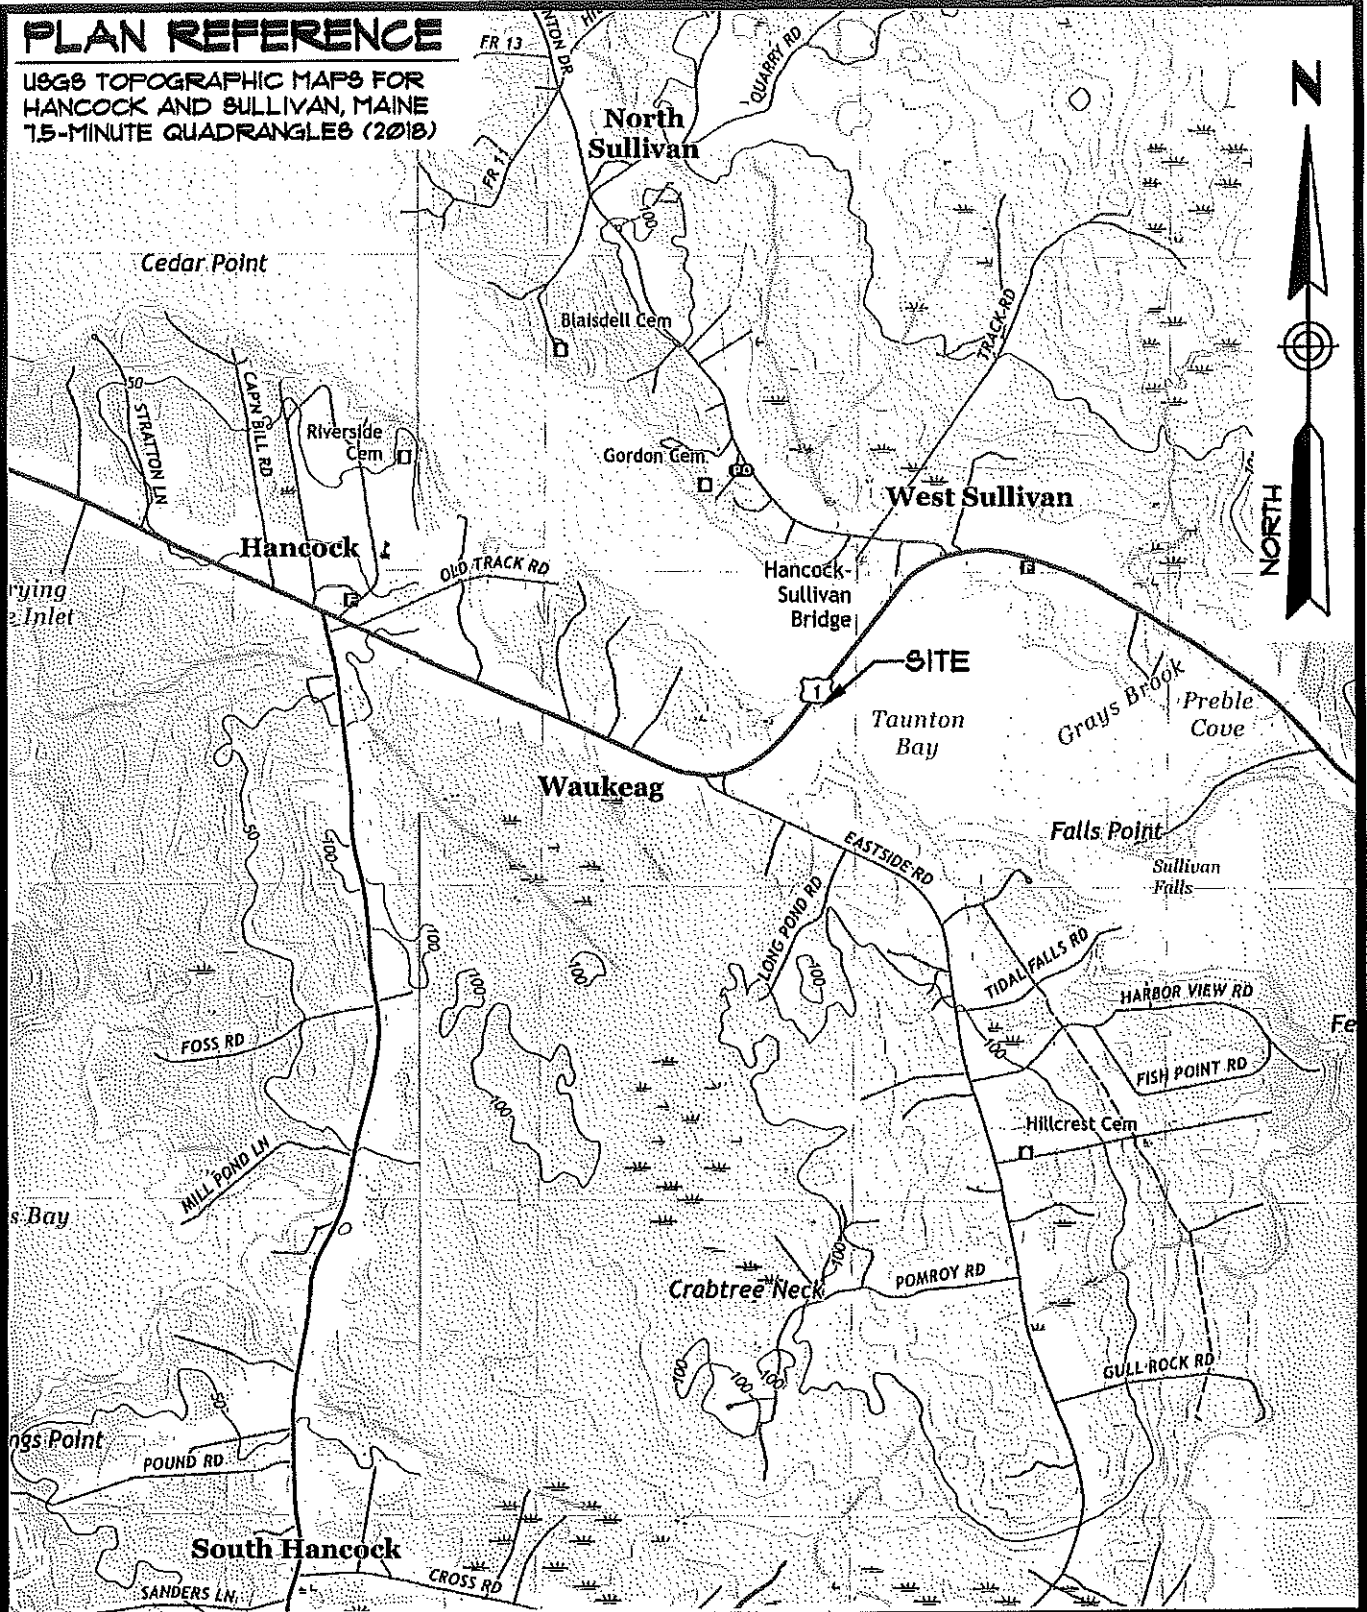 PLAN REFERENCE
USGS TOPOGRAPHIC MAPS FOR
HANCOCK AND SULLIVAN, MAINE
7.5-MINUTE QUADRANGLES (2018)
FR 13
NTON DR
QUARRY RD
N
North
Sullivan
FR 11
100
Cedar Point
TRACK RD
Blaisdell Cem
50
STRATTON LN
CAP'N BILL RD
Riverside
Cem
Gordon Cem
PO
West Sullivan
NORTH
Hancock
OLD TRACK RD
Hancock-
Sullivan
Bridge
rying
e Inlet
SITE
1
Taunton
Bay
Grays Brook
Preble
Cove
Waukeag
50
100
EASTSIDE RD
Falls Point
Sullivan
Falls
LONG POND RD
100
100
100
100
TIDAL FALLS RD
HARBOR VIEW RD
Fe
FOSS RD
100
FISH POINT RD
100
Hillcrest Cem
MILL POND LN
s Bay
100
Crabtree Neck
POMROY RD
100
100
100
GULL ROCK RD
50
ngs Point
POUND RD
South Hancock
CROSS RD
SANDERS LN